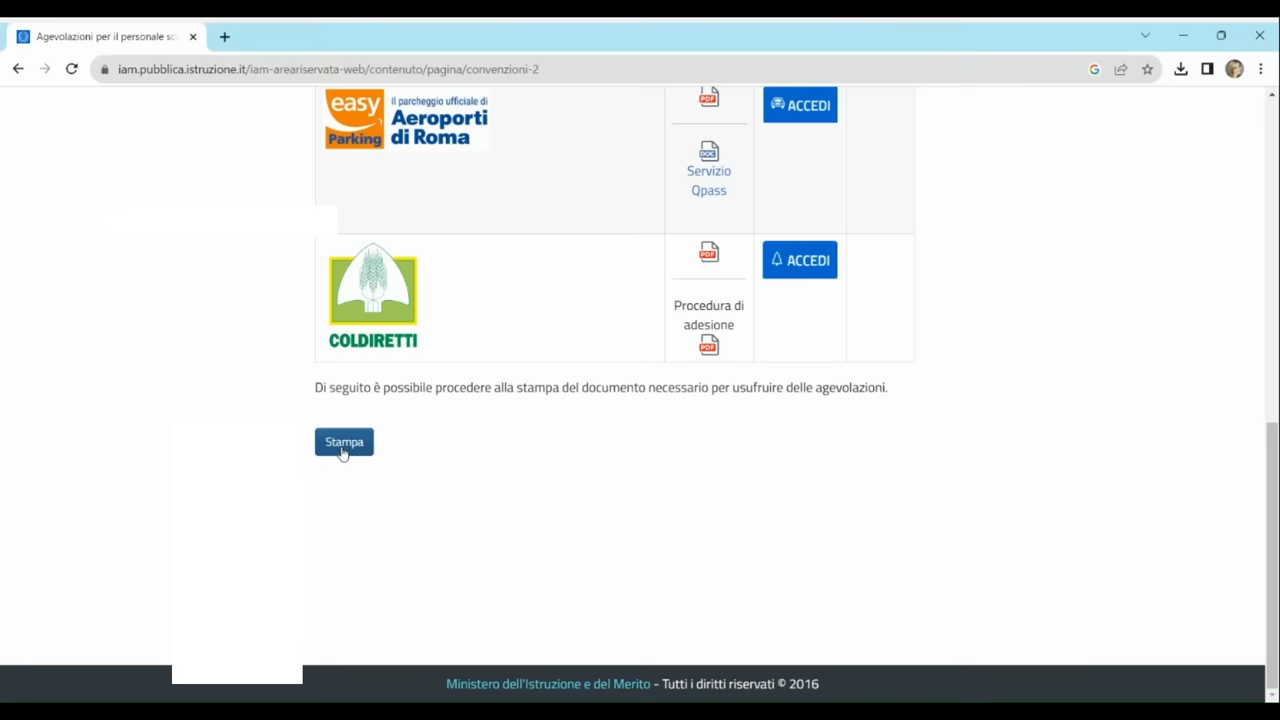 Agevolazioni per il personale sc
iam.pubblica.istruzione.it/iam-areariservata-web/contenuto/pagina/convenzioni-2
easy
Parking
Il parcheggio ufficiale di
Aeroporti
di Roma
PDF
ACCEDI
DOC
Servizio
Qpass
COLDIRETTI
PDF
Procedura di
adesione
PDF
ACCEDI
Di seguito è possibile procedere alla stampa del documento necessario per usufruire delle agevolazioni.
Stampa
Ministero dell'Istruzione e del Merito - Tutti i diritti riservati © 2016